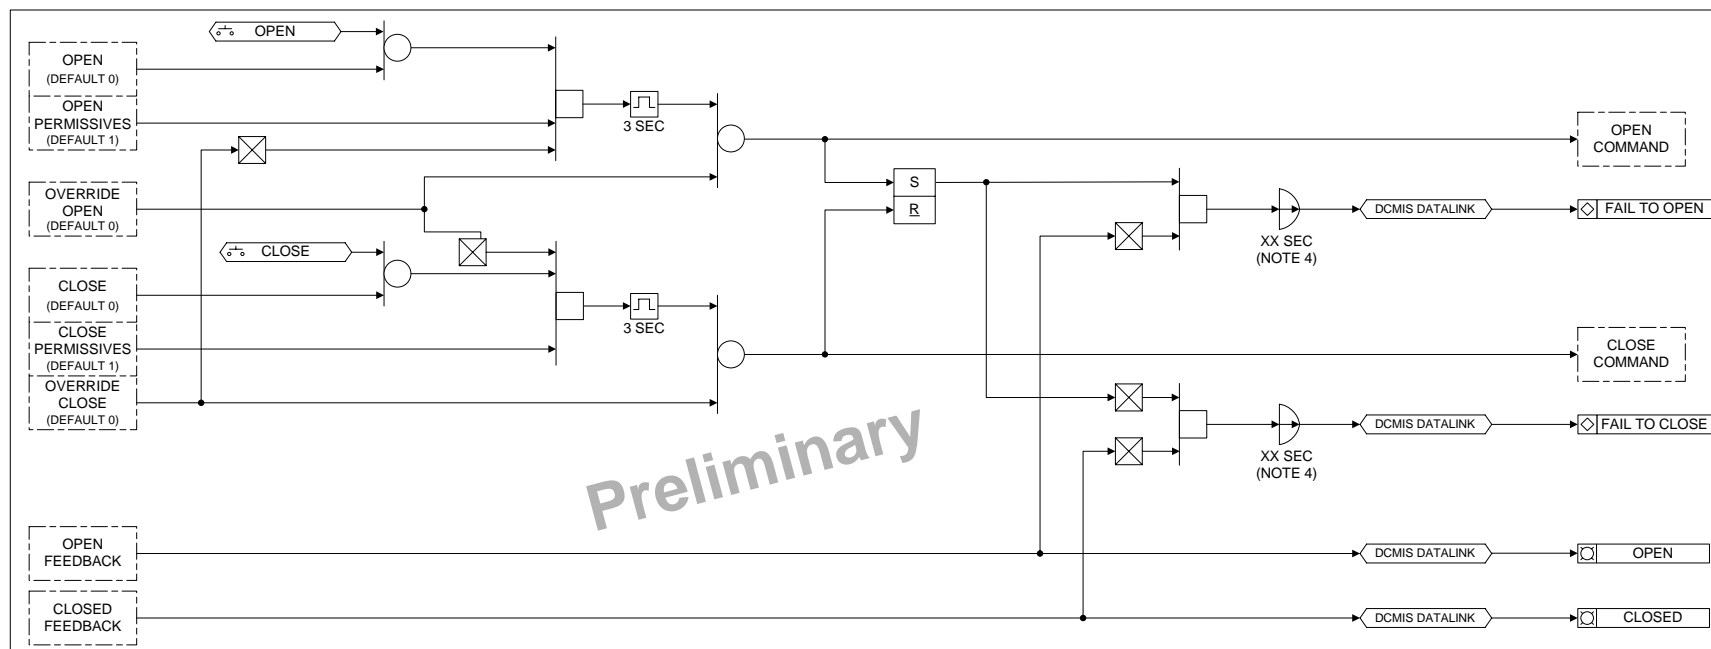 OPEN
OPEN
(DEFAULT 0)
OPEN
PERMISSIVES
(DEFAULT 1)
3 SEC
OPEN
COMMAND
OVERRIDE
OPEN
(DEFAULT 0)
S
R
DCMIS DATALINK
FAIL TO OPEN
XX SEC
(NOTE 4)
CLOSE
CLOSE
(DEFAULT 0)
CLOSE
PERMISSIVES
(DEFAULT 1)
3 SEC
CLOSE
COMMAND
OVERRIDE
CLOSE
(DEFAULT 0)
DCMIS DATALINK
FAIL TO CLOSE
XX SEC
(NOTE 4)
Preliminary
OPEN
FEEDBACK
DCMIS DATALINK
OPEN
CLOSED
FEEDBACK
DCMIS DATALINK
CLOSED